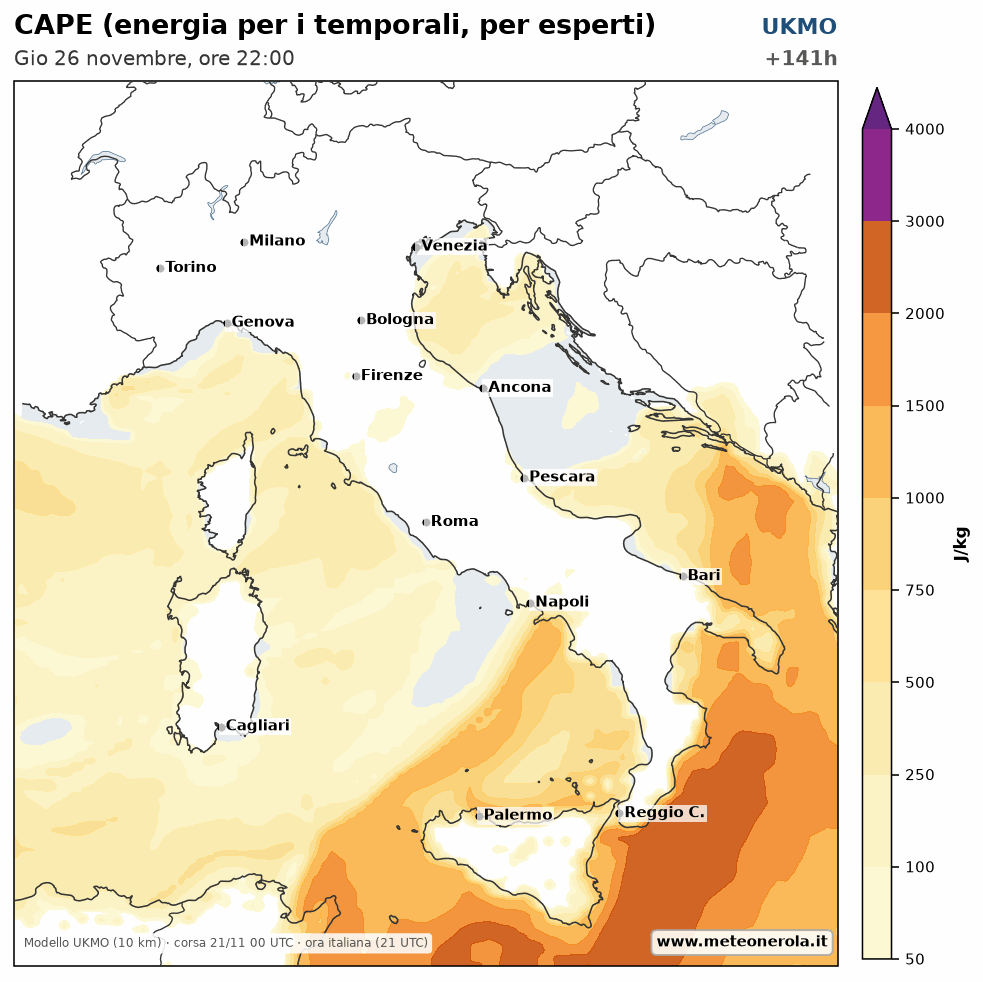 CAPE (energia per i temporali, per esperti)
UKMO
Gio 26 novembre, ore 22:00
+141h
4000
3000
2000
1500
1000
750
500
250
100
50
J/kg
Milano
Venezia
Torino
Genova
Bologna
Firenze
Ancona
Pescara
Roma
Bari
Napoli
Cagliari
Palermo
Reggio C.
Modello UKMO (10 km) · corsa 21/11 00 UTC · ora italiana (21 UTC)
www.meteonerola.it